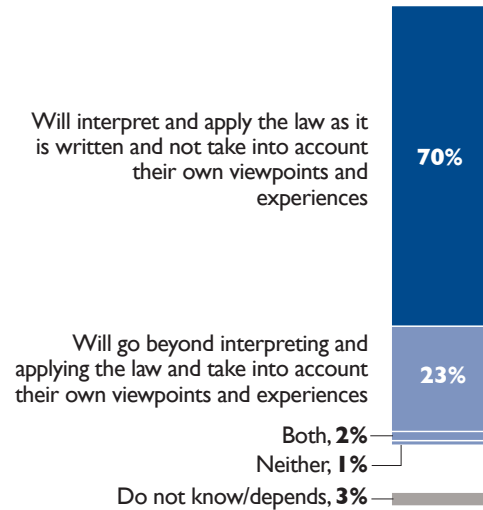 Will interpret and apply the law as it
is written and not take into account
their own viewpoints and
experiences
70%
Will go beyond interpreting and
applying the law and take into account
their own viewpoints and experiences
23%
Both, 2%
Neither, 1%
Do not know/depends, 3%